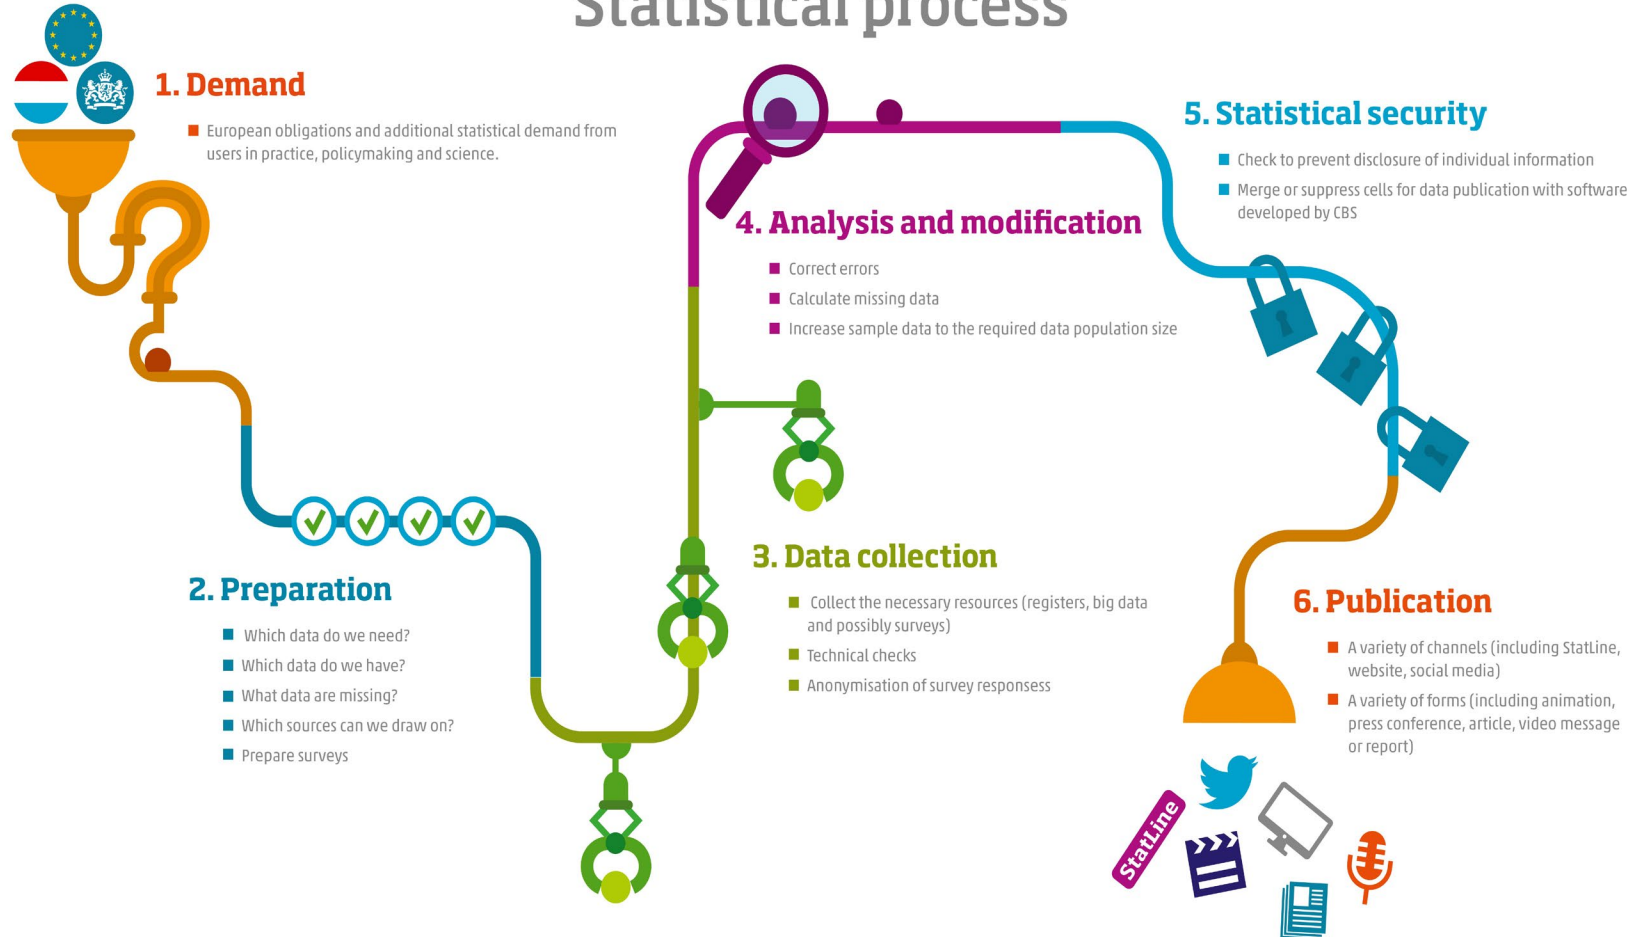 Statistical process
1. Demand
European obligations and additional statistical demand from
users in practice, policymaking and science.
2. Preparation
Which data do we need?
Which data do we have?
What data are missing?
Which sources can we draw on?
Prepare surveys
3. Data collection
Collect the necessary resources (registers, big data
and possibly surveys)
Technical checks
Anonymisation of survey responsess
4. Analysis and modification
Correct errors
Calculate missing data
Increase sample data to the required data population size
5. Statistical security
Check to prevent disclosure of individual information
Merge or suppress cells for data publication with software
developed by CBS
6. Publication
A variety of channels (including StatLine,
website, social media)
A variety of forms (including animation,
press conference, article, video message
or report)
StatLine